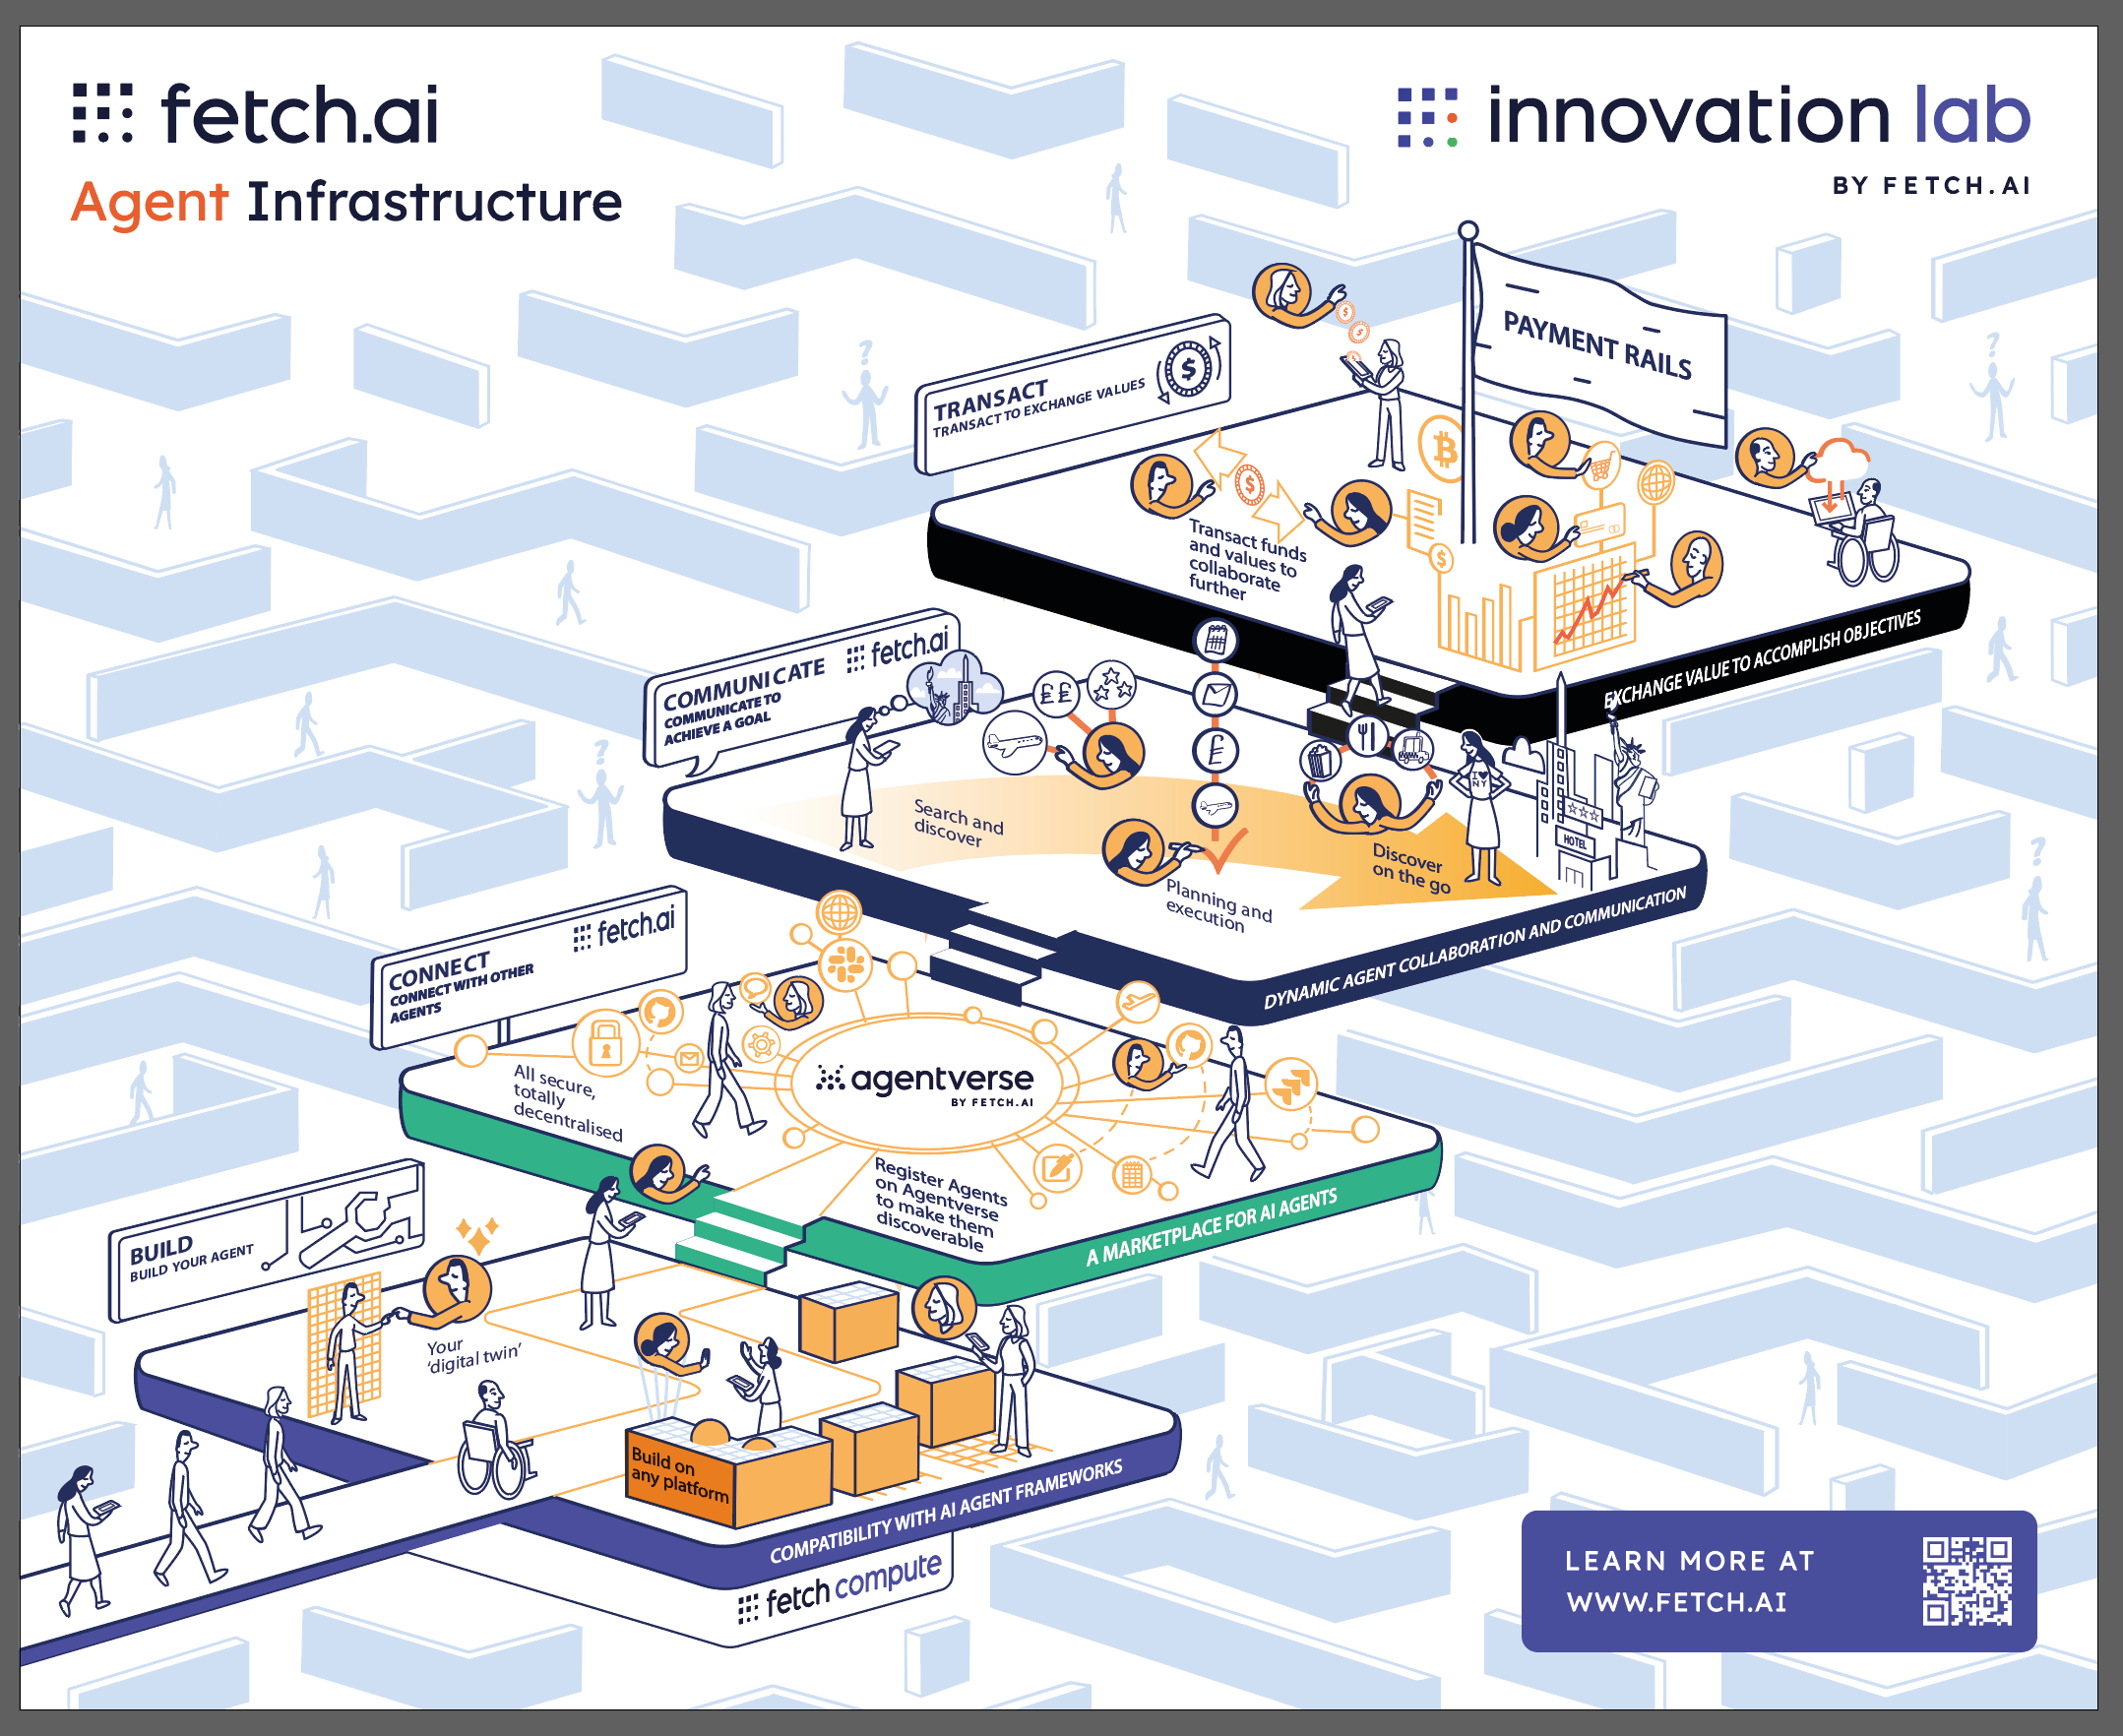 fetch.ai
Agent Infrastructure
innovation lab
BY FETCH.AI
PAYMENT RAILS
TRANSACT
TRANSACT TO EXCHANGE VALUES
$
$
$
$
$
$
Transact funds
and values to
collaborate
further
EXCHANGE VALUE TO ACCOMPLISH OBJECTIVES
COMMUNICATE
COMMUNICATE TO
ACHIEVE A GOAL
fetch.ai
££
£
Search and
discover
Planning and
execution
Discover
on the go
I ♥
NY
HOTEL
DYNAMIC AGENT COLLABORATION AND COMMUNICATION
CONNECT
CONNECT WITH OTHER
AGENTS
fetch.ai
All secure,
totally
decentralised
agentverse
BY FETCH.AI
Register Agents
on Agentverse
to make them
discoverable
A MARKETPLACE FOR AI AGENTS
BUILD
BUILD YOUR AGENT
Your
‘digital twin’
Build on
any platform
COMPATIBILITY WITH AI AGENT FRAMEWORKS
fetch compute
?
?
?
?
LEARN MORE AT
WWW.FETCH.AI